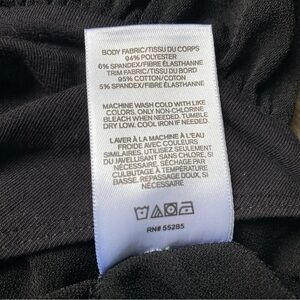 BODY FABRIC/TISSU DU CORPS
94% POLYESTER
6% SPANDEX/FIBRE ÉLASTHANNE
TRIM FABRIC/TISSU DU BORD
95% COTTON/COTON
5% SPANDEX/FIBRE ÉLASTHANNE
MACHINE WASH COLD WITH LIKE
COLORS, ONLY NON-CHLORINE
BLEACH WHEN NEEDED. TUMBLE
DRY LOW. COOL IRON IF NEEDED.
LAVER À LA MACHINE À L'EAU
FROIDE AVEC COULEURS
SIMILAIRES, UTILISEZ SEULEMENT
DU JAVELLISANT SANS CHLORE, SI
NÉCESSAIRE. SÉCHAGE PAR
CULBUTAGE À TEMPÉRATURE
BASSE. REPASSAGE DOUX, SI
NÉCESSAIRE
RN# 55285